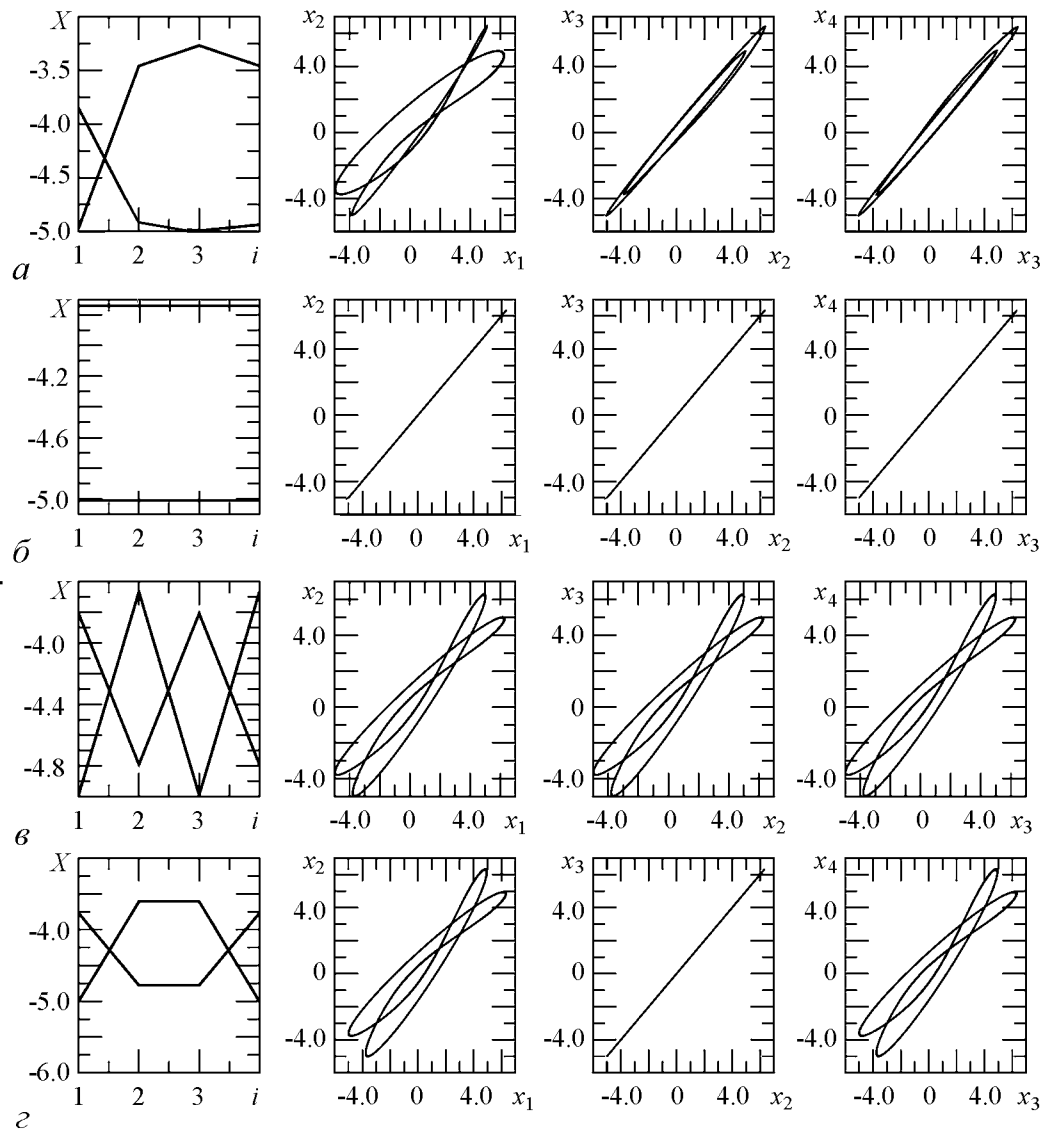 X x₂ x₃ x₄
-3.5 4.0 4.0 4.0
-4.0 0 0 0
-4.5 -4.0 -4.0 -4.0
-5.0
1 2 3 i -4.0 0 4.0 x₁ -4.0 0 4.0 x₂ -4.0 0 4.0 x₃
а
X x₂ x₃ x₄
-4.2 4.0 4.0 4.0
-4.6 0 0 0
-5.0 -4.0 -4.0 -4.0
1 2 3 i -4.0 0 4.0 x₁ -4.0 0 4.0 x₂ -4.0 0 4.0 x₃
б
X x₂ x₃ x₄
-4.0 4.0 4.0 4.0
-4.4 0 0 0
-4.8 -4.0 -4.0 -4.0
1 2 3 i -4.0 0 4.0 x₁ -4.0 0 4.0 x₂ -4.0 0 4.0 x₃
в
X x₂ x₃ x₄
-4.0 4.0 4.0 4.0
-5.0 0 0 0
-6.0 -4.0 -4.0 -4.0
1 2 3 i -4.0 0 4.0 x₁ -4.0 0 4.0 x₂ -4.0 0 4.0 x₃
г